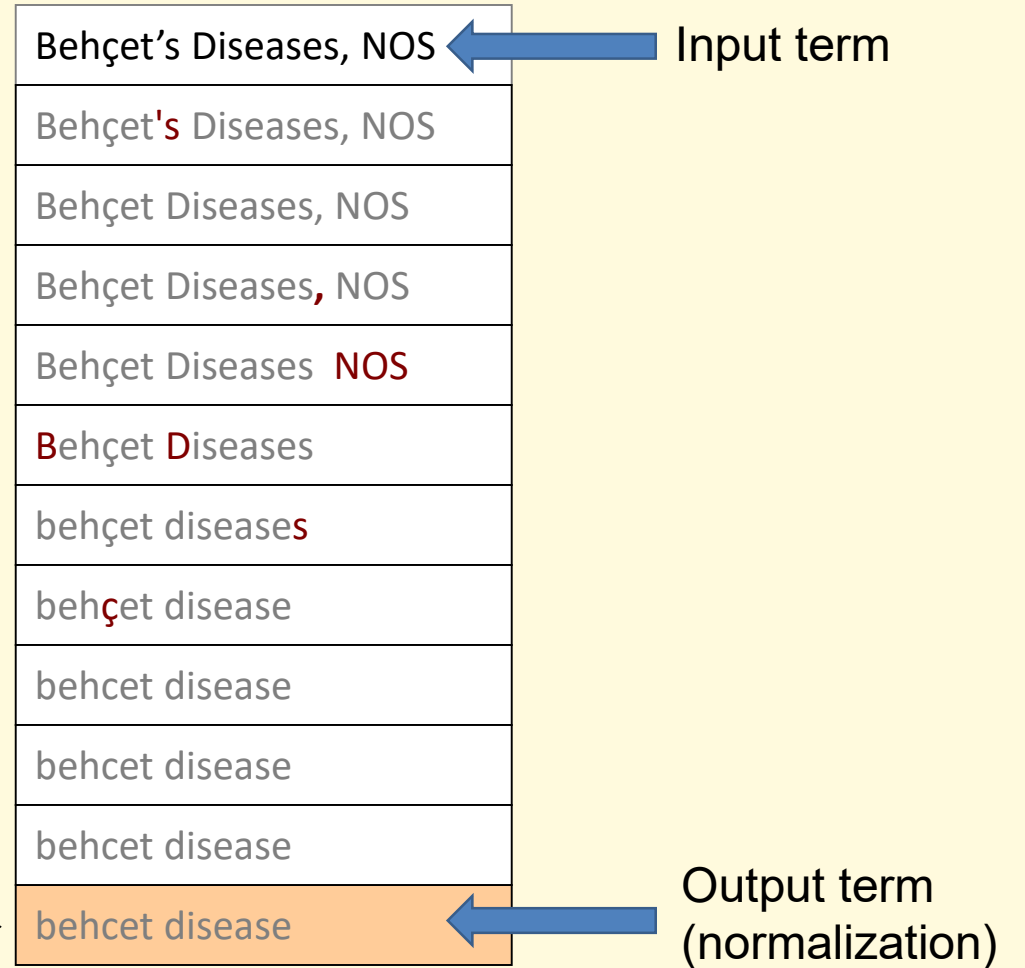 Behçet’s Diseases, NOS
Input term
Behçet's Diseases, NOS
Behçet Diseases, NOS
Behçet Diseases, NOS
Behçet Diseases  NOS
Behçet Diseases
behçet diseases
behçet disease
behcet disease
behcet disease
behcet disease
behcet disease
Output term
(normalization)